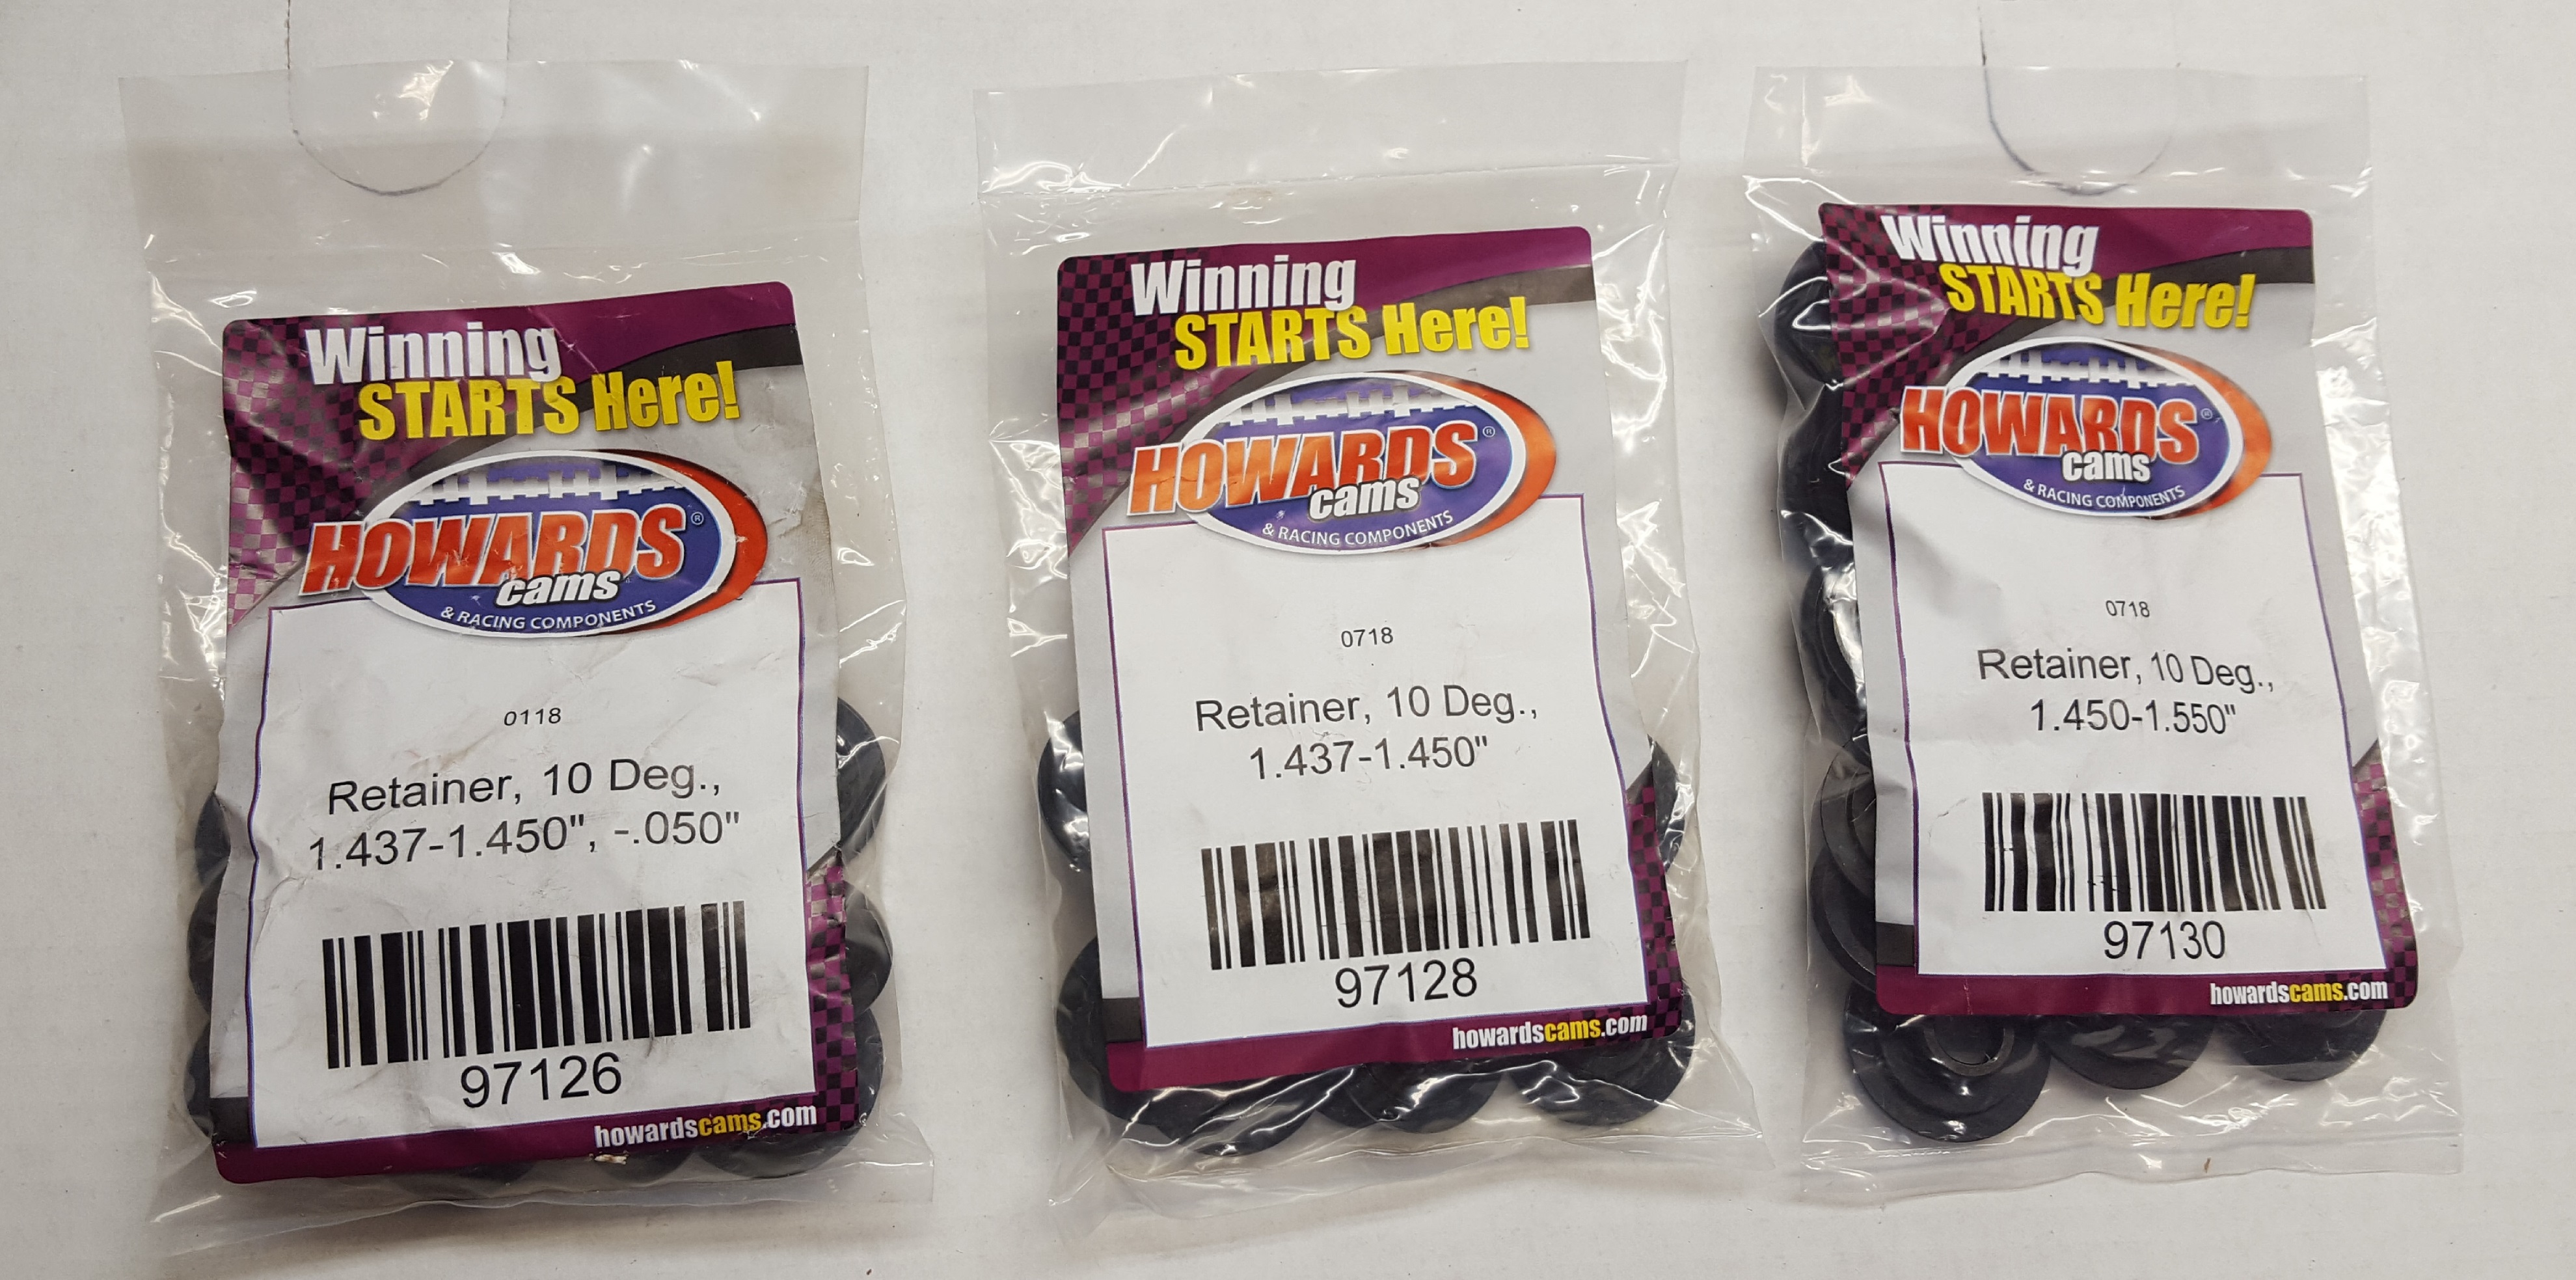 Winning
STARTS Here!
HOWARDS®
cams
& RACING COMPONENTS
0118
Retainer, 10 Deg.,
1.437-1.450", -.050"
97126
howardscams.com
Winning
STARTS Here!
HOWARDS®
cams
& RACING COMPONENTS
0718
Retainer, 10 Deg.,
1.437-1.450"
97128
howardscams.com
Winning
STARTS Here!
HOWARDS®
cams
& RACING COMPONENTS
0718
Retainer, 10 Deg.,
1.450-1.550"
97130
howardscams.com